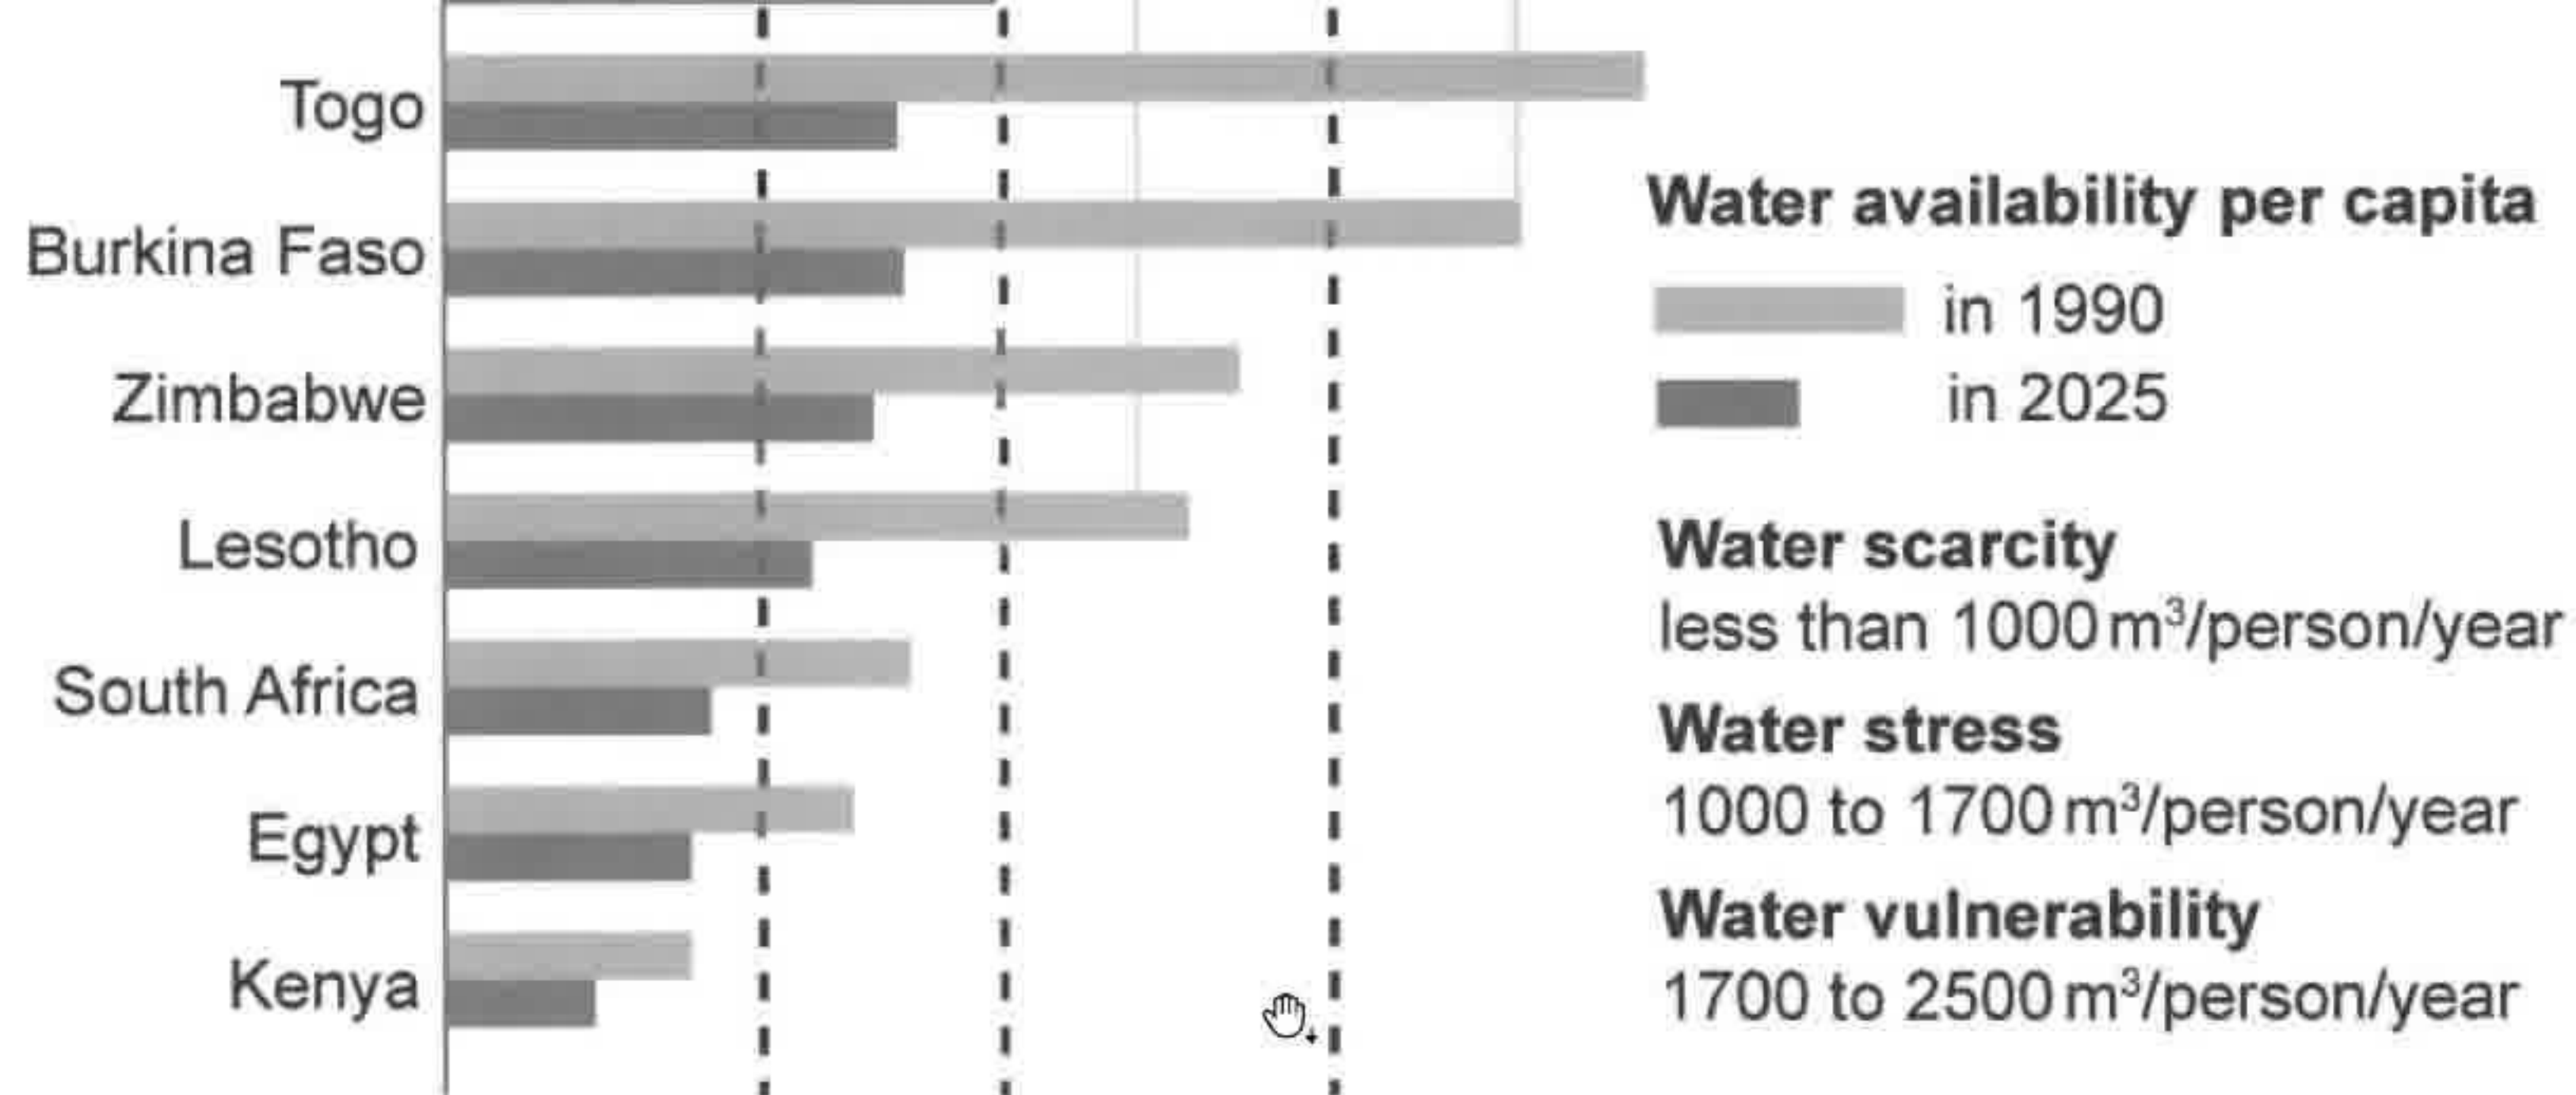 Togo
Burkina Faso
Zimbabwe
Lesotho
South Africa
Egypt
Kenya
Water availability per capita
in 1990
in 2025
Water scarcity
less than 1000 m³/person/year
Water stress
1000 to 1700 m³/person/year
Water vulnerability
1700 to 2500 m³/person/year